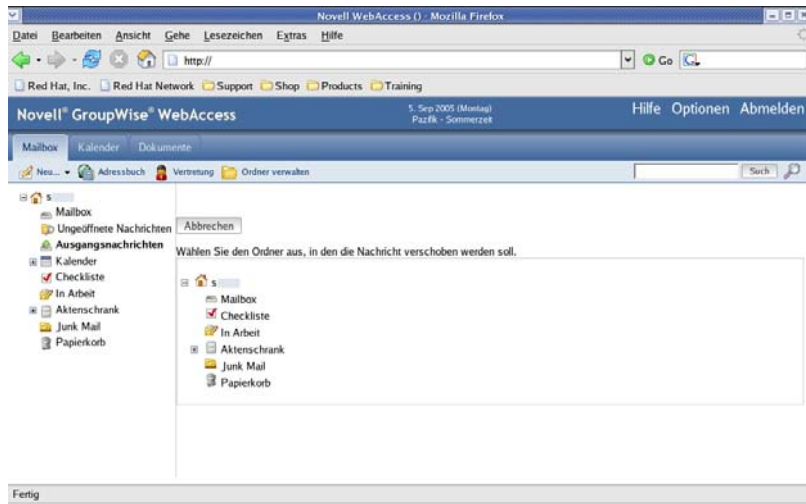 Novell WebAccess () - Mozilla Firefox
Datei Bearbeiten Ansicht Gehe Lesezeichen Extras Hilfe
http:// Go
Red Hat, Inc. Red Hat Network Support Shop Products Training
Novell® GroupWise® WebAccess 5. Sep 2005 (Montag) Hilfe Optionen Abmelden
Pazifik - Sommerzeit
Mailbox Kalender Dokumente
Neu... Adressbuch Vertretung Ordner verwalten Such
s
Mailbox
Ungeöffnete Nachrichten
Ausgangsnachrichten
Kalender
Checkliste
In Arbeit
Aktenschrank
Junk Mail
Papierkorb
Abbrechen
Wählen Sie den Ordner aus, in den die Nachricht verschoben werden soll.
s
Mailbox
Checkliste
In Arbeit
Aktenschrank
Junk Mail
Papierkorb
Fertig